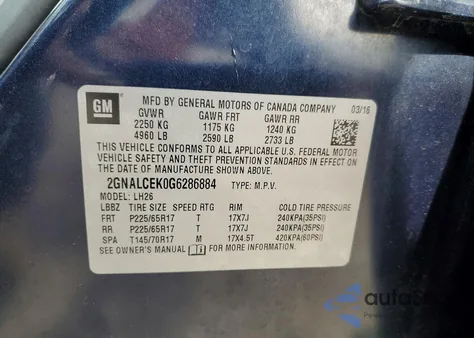 GM
MFD BY GENERAL MOTORS OF CANADA COMPANY 03/16
GVWR GAWR FRT GAWR RR
2250 KG 1175 KG 1240 KG
4960 LB 2590 LB 2733 LB
THIS VEHICLE CONFORMS TO ALL APPLICABLE U.S. FEDERAL MOTOR
VEHICLE SAFETY, BUMPER, AND THEFT PREVENTION STANDARDS IN EFFECT ON
THE DATE OF MANUFACTURE SHOWN ABOVE.
2GNALCEK0G6286884 TYPE: M.P.V.
MODEL: LH26
LBBZ TIRE SIZE SPEED RTG RIM COLD TIRE PRESSURE
FRT P225/65R17 T 17X7J 240KPA(35PSI)
RR P225/65R17 T 17X7J 240KPA(35PSI)
SPA T145/70R17 M 17X4.5T 420KPA(60PSI)
SEE OWNER'S MANUAL FOR MORE INFORMATION